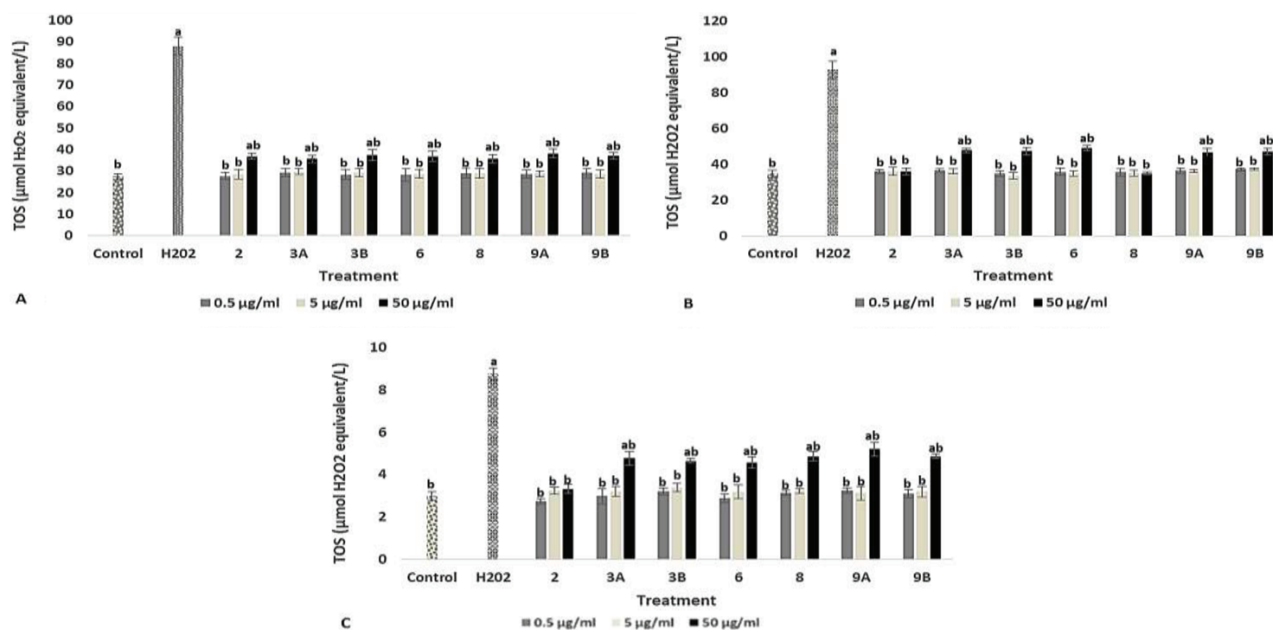 TOS (µmol H₂O₂ equivalent/L)
100
90
80
70
60
50
40
30
20
10
0
b
a
b b ab
b b ab
b b ab
b b ab
b b ab
b b ab
b b ab
Control H202 2 3A 3B 6 8 9A 9B
Treatment
A
0.5 µg/ml 5 µg/ml 50 µg/ml
TOS (µmol H2O2 equivalent/L)
120
100
80
60
40
20
0
b
a
b b b
b b ab
b b ab
b b ab
b b b
b b ab
b b ab
Control H202 2 3A 3B 6 8 9A 9B
Treatment
B
0.5 µg/ml 5 µg/ml 50 µg/ml
TOS (µmol H2O2 equivalent/L)
10
8
6
4
2
0
b
a
b b b
b b ab
b b ab
b b ab
b b ab
b b ab
b b ab
Control H202 2 3A 3B 6 8 9A 9B
Treatment
C
0.5 µg/ml 5 µg/ml 50 µg/ml